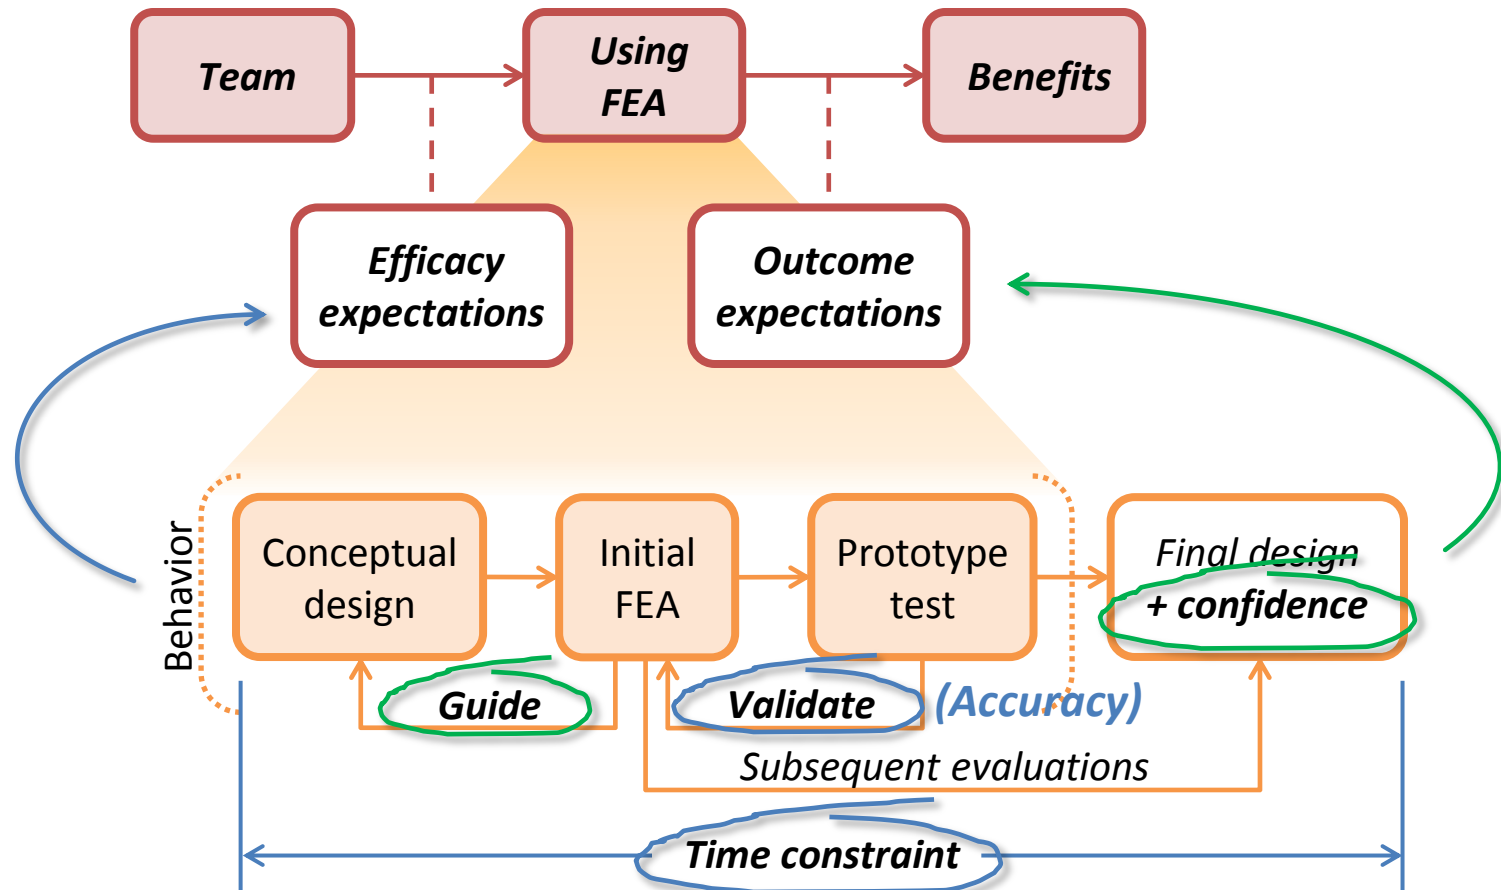 Team
Using
FEA
Benefits
Efficacy
expectations
Outcome
expectations
Behavior
Conceptual
design
Initial
FEA
Prototype
test
Final design
+ confidence
Guide
Validate
(Accuracy)
Subsequent evaluations
Time constraint